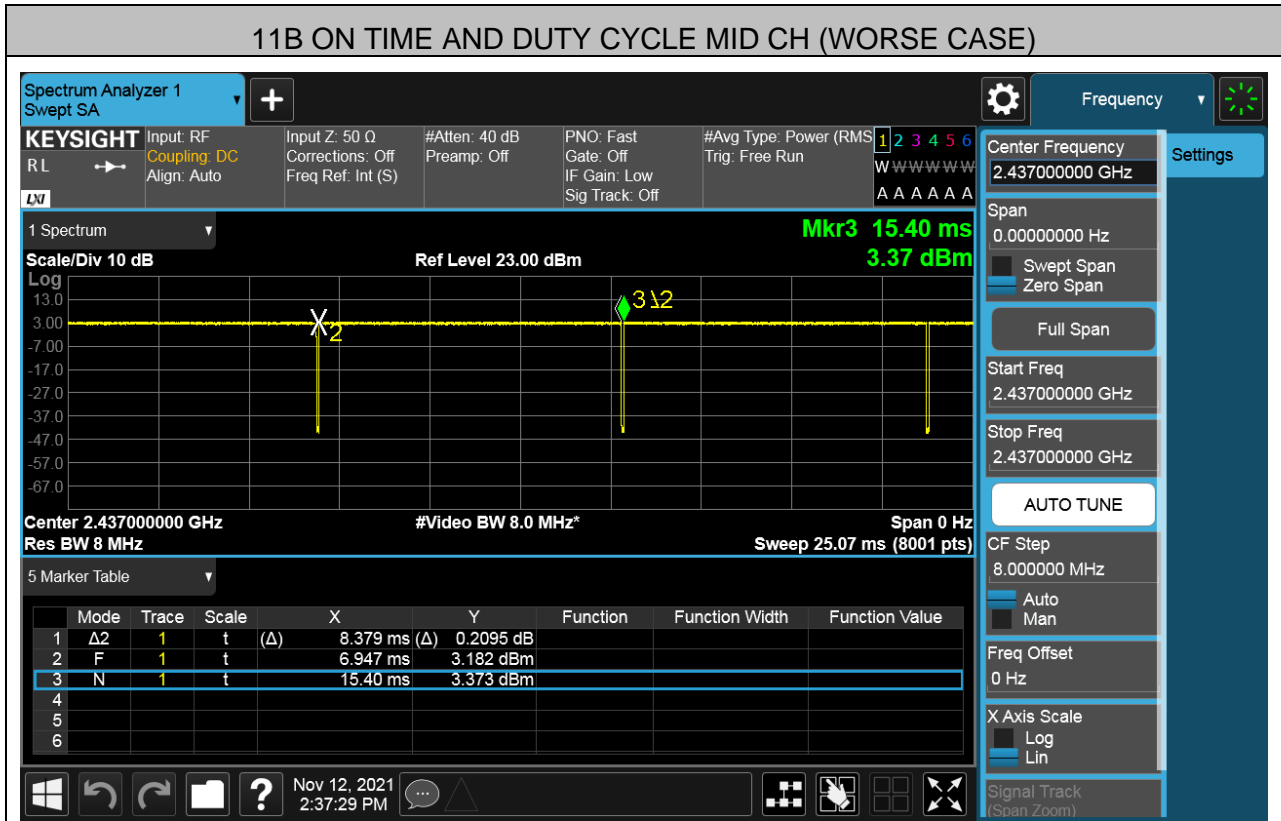 11B ON TIME AND DUTY CYCLE MID CH (WORSE CASE)
Spectrum Analyzer 1
Swept SA
Frequency
KEYSIGHT
RL
LXI
Input: RF
Coupling: DC
Align: Auto
Input Z: 50 Ω
Corrections: Off
Freq Ref: Int (S)
#Atten: 40 dB
Preamp: Off
PNO: Fast
Gate: Off
IF Gain: Low
Sig Track: Off
#Avg Type: Power (RMS
Trig: Free Run
1 2 3 4 5 6
W W W W W W
A A A A A A
1 Spectrum
Mkr3 15.40 ms
Scale/Div 10 dB
Ref Level 23.00 dBm
3.37 dBm
Log
13.0
3.00
-7.00
-17.0
-27.0
-37.0
-47.0
-57.0
-67.0
2
3 Δ2
Center 2.437000000 GHz
#Video BW 8.0 MHz*
Span 0 Hz
Res BW 8 MHz
Sweep 25.07 ms (8001 pts)
5 Marker Table
Mode Trace Scale X Y Function Function Width Function Value
1 Δ2 1 t (Δ) 8.379 ms (Δ) 0.2095 dB
2 F 1 t 6.947 ms 3.182 dBm
3 N 1 t 15.40 ms 3.373 dBm
4
5
6
Nov 12, 2021
2:37:29 PM
Center Frequency
2.437000000 GHz
Settings
Span
0.00000000 Hz
Swept Span
Zero Span
Full Span
Start Freq
2.437000000 GHz
Stop Freq
2.437000000 GHz
AUTO TUNE
CF Step
8.000000 MHz
Auto
Man
Freq Offset
0 Hz
X Axis Scale
Log
Lin
Signal Track
(Span Zoom)